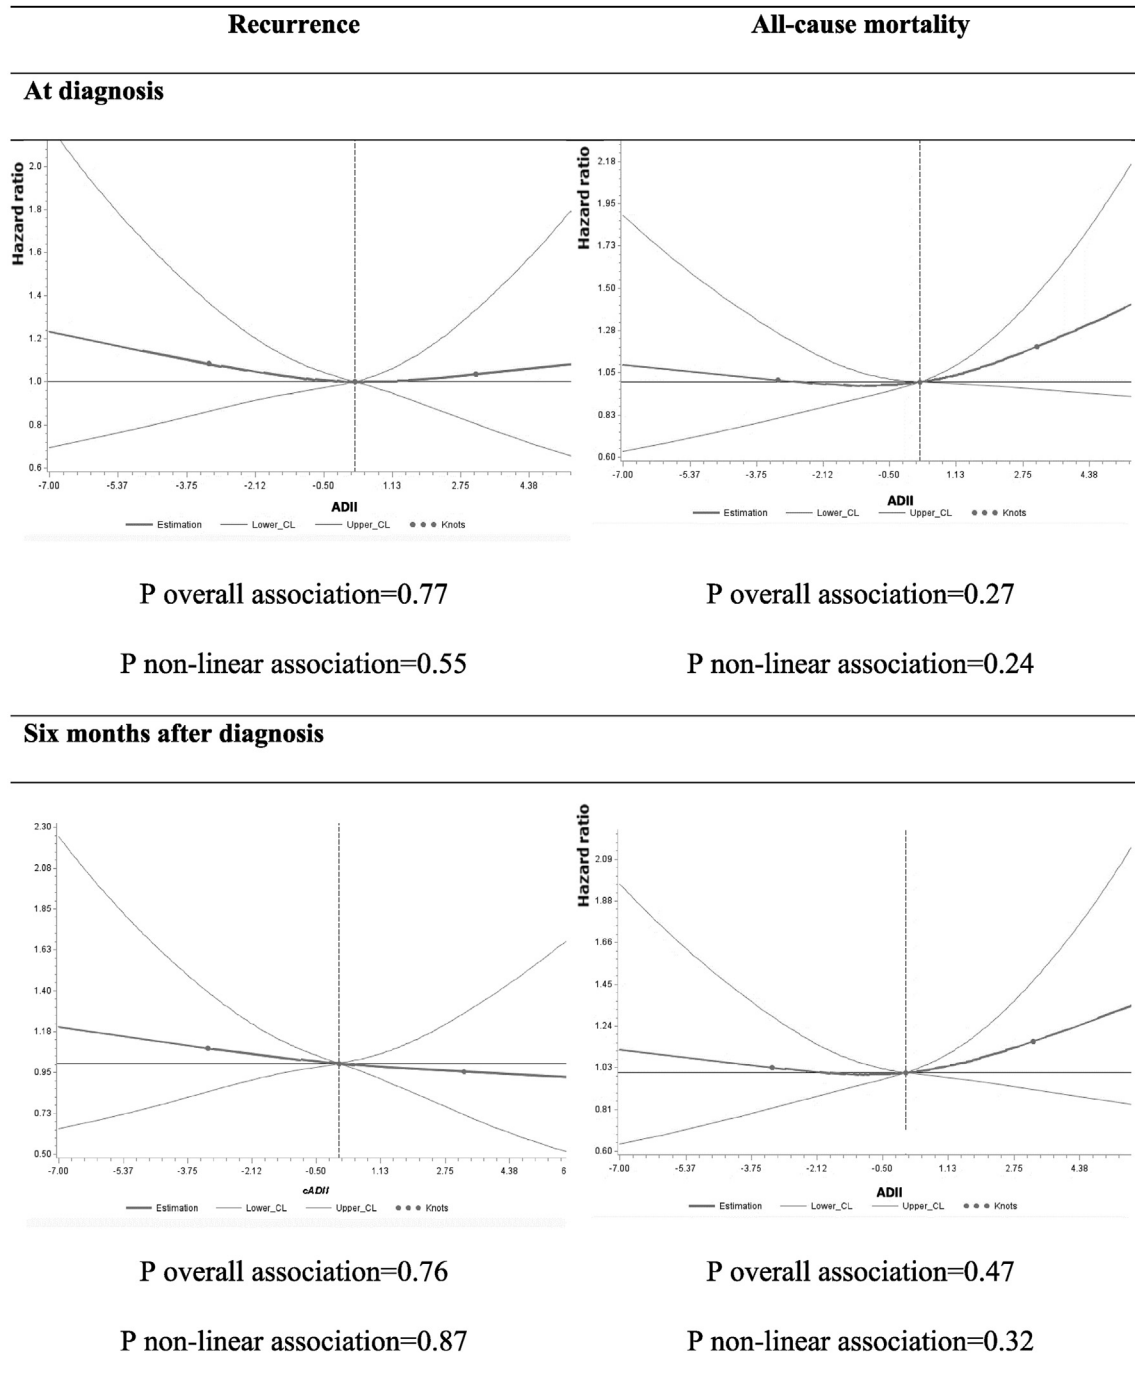 Recurrence All-cause mortality
At diagnosis
Hazard ratio
2.0
1.8
1.6
1.4
1.2
1.0
0.8
0.6
-7.00 -5.37 -3.75 -2.12 -0.50 1.13 2.75 4.38
ADII
Estimation Lower_CL Upper_CL Knots
Hazard ratio
2.18
1.95
1.73
1.50
1.28
1.05
0.83
0.60
-7.00 -5.37 -3.75 -2.12 -0.50 1.13 2.75 4.38
ADII
Estimation Lower_CL Upper_CL Knots
P overall association=0.77 P overall association=0.27
P non-linear association=0.55 P non-linear association=0.24
Six months after diagnosis
2.30
2.08
1.85
1.63
1.40
1.18
0.95
0.73
0.50
-7.00 -5.37 -3.75 -2.12 -0.50 1.13 2.75 4.38 6
cADII
Estimation Lower_CL Upper_CL Knots
Hazard ratio
2.09
1.88
1.66
1.45
1.24
1.03
0.81
0.60
-7.00 -5.37 -3.75 -2.12 -0.50 1.13 2.75 4.38
ADII
Estimation Lower_CL Upper_CL Knots
P overall association=0.76 P overall association=0.47
P non-linear association=0.87 P non-linear association=0.32